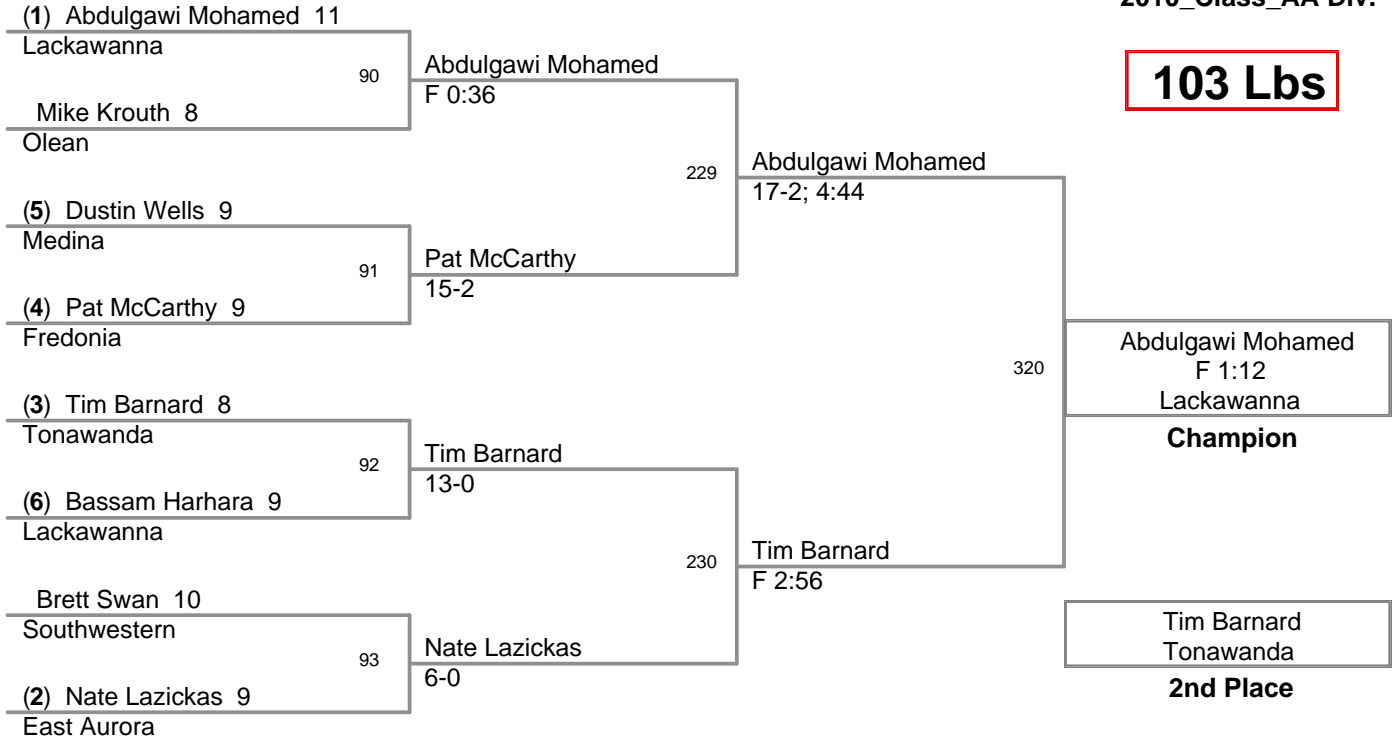 2010_Class_AA Div.
103 Lbs
(1) Abdulgawi Mohamed 11
Lackawanna
90
Mike Krouth 8
Olean
(5) Dustin Wells 9
Medina
91
(4) Pat McCarthy 9
Fredonia
(3) Tim Barnard 8
Tonawanda
92
(6) Bassam Harhara 9
Lackawanna
Brett Swan 10
Southwestern
93
(2) Nate Lazickas 9
East Aurora
Abdulgawi Mohamed
F 0:36
229
Pat McCarthy
15-2
Tim Barnard
13-0
230
Nate Lazickas
6-0
Abdulgawi Mohamed
17-2; 4:44
320
Tim Barnard
F 2:56
Abdulgawi Mohamed
F 1:12
Lackawanna
Champion
Tim Barnard
Tonawanda
2nd Place